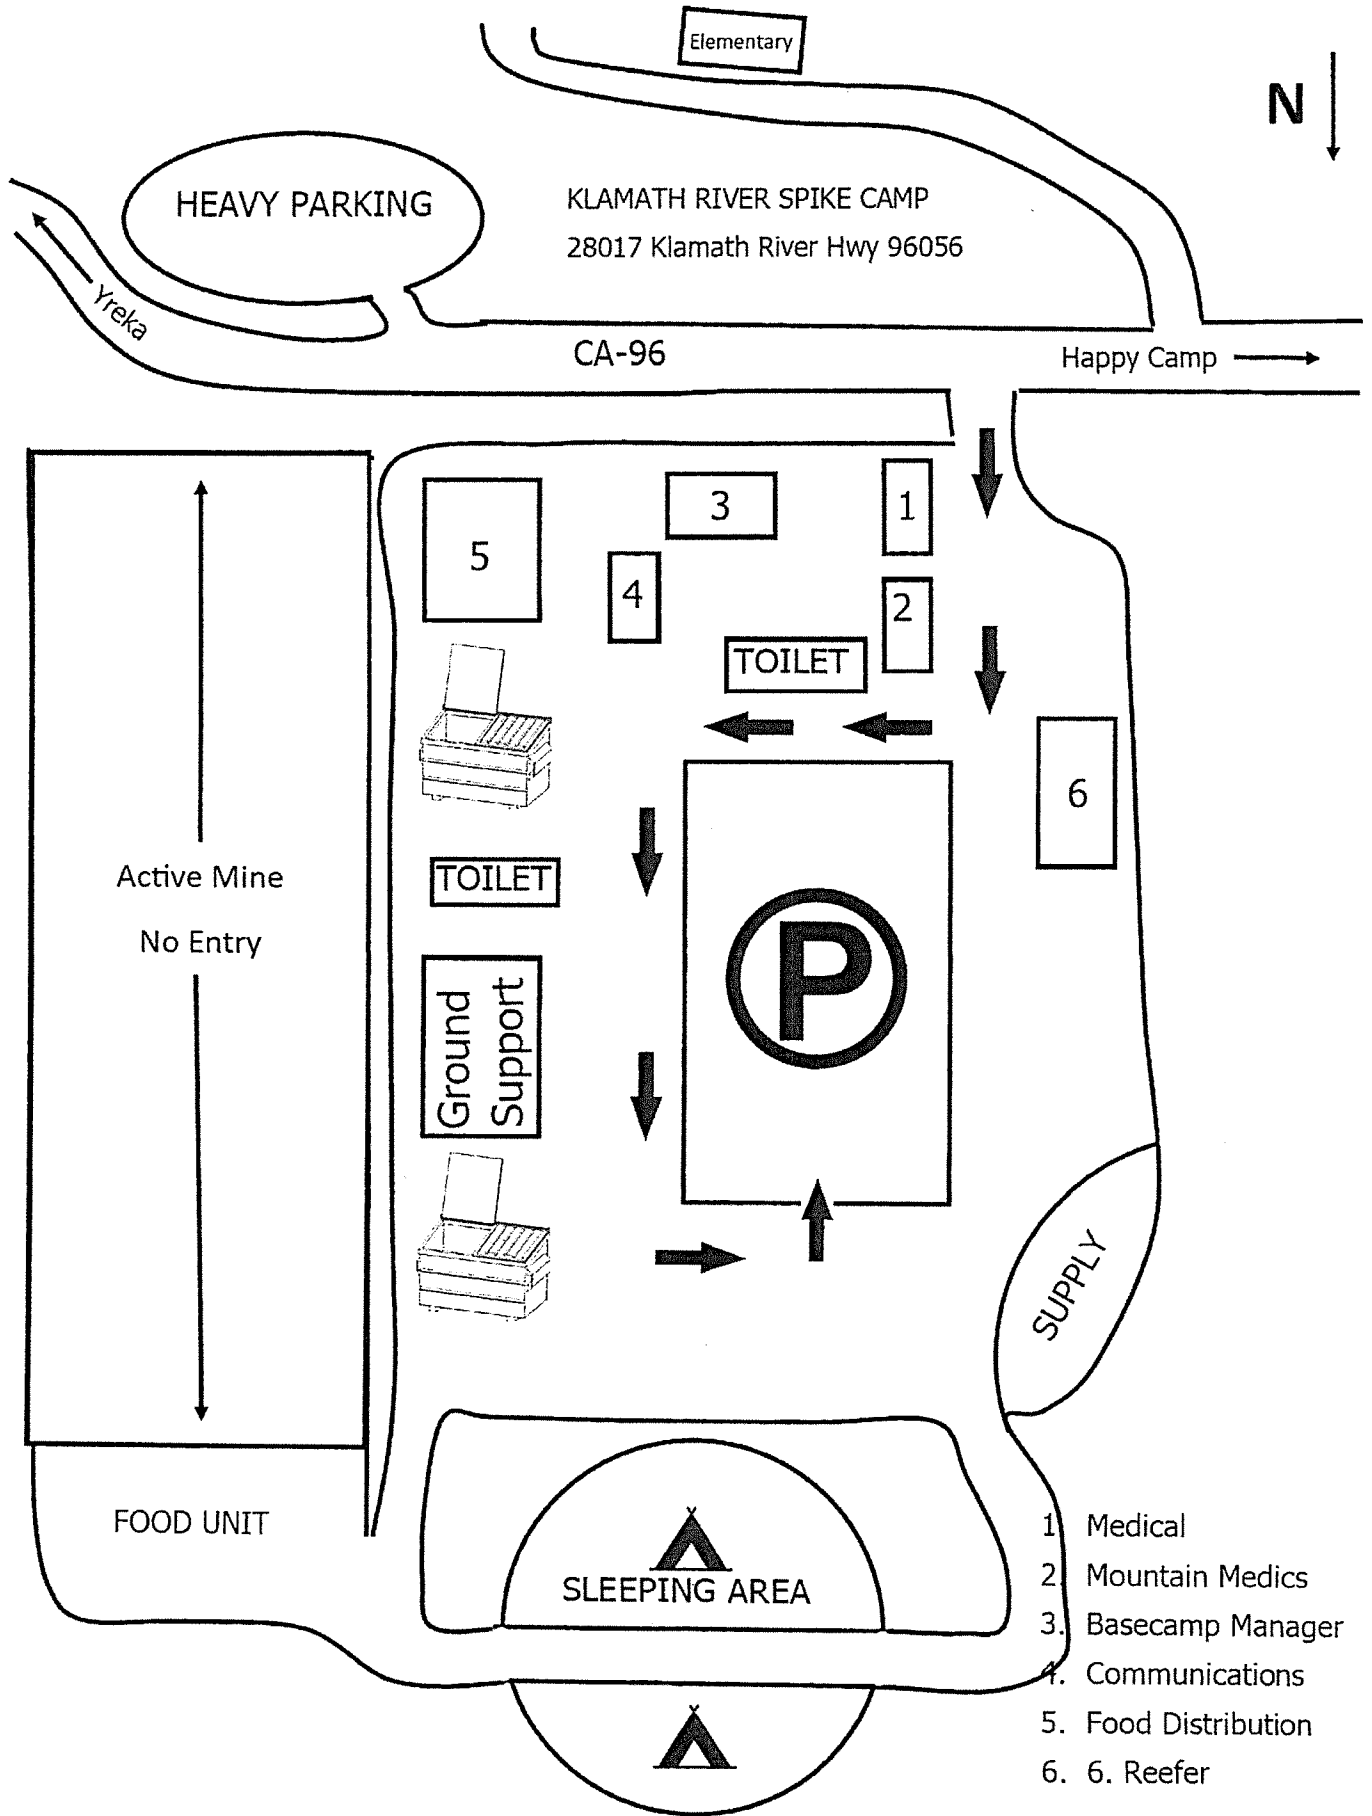 Elementary
N
HEAVY PARKING
KLAMATH RIVER SPIKE CAMP
28017 Klamath River Hwy 96056
Yreka
CA-96
Happy Camp
5
3
1
4
2
TOILET
6
Active Mine
No Entry
TOILET
P
Ground
Support
SUPPLY
FOOD UNIT
SLEEPING AREA
1. Medical
2. Mountain Medics
3. Basecamp Manager
4. Communications
5. Food Distribution
6. 6. Reefer